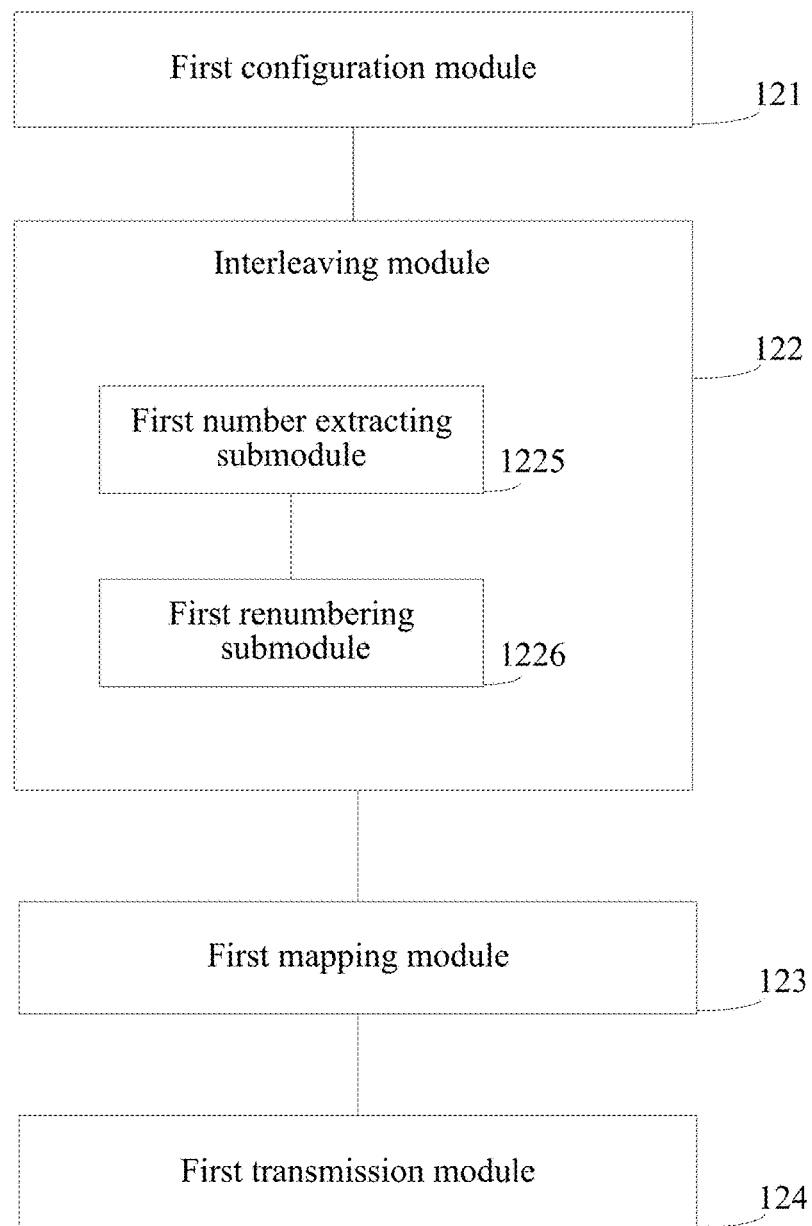 First configuration module
121
Interleaving module
122
First number extracting
submodule
1225
First renumbering
submodule
1226
First mapping module
123
First transmission module
124